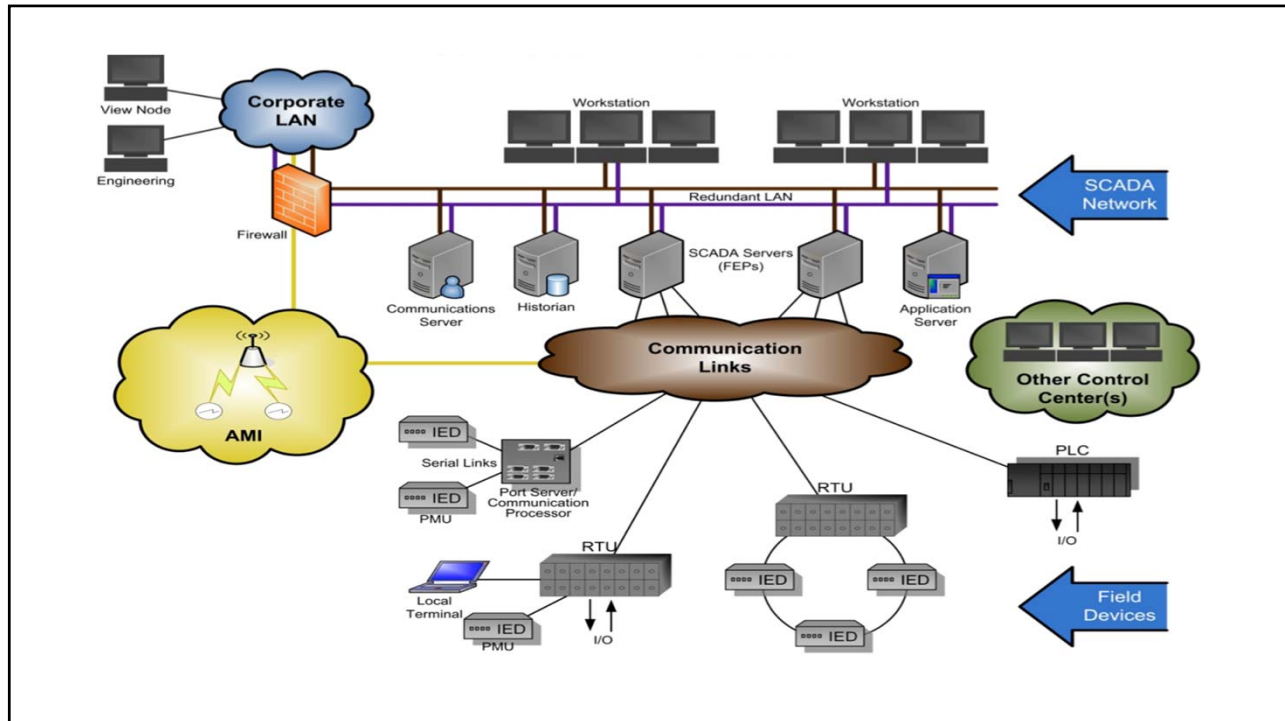 View Node
Engineering
Corporate
LAN
Firewall
Workstation
Workstation
Redundant LAN
SCADA
Network
Communications
Server
Historian
SCADA Servers
(FEPs)
Application
Server
AMI
Communication
Links
Other Control
Center(s)
IED
Serial Links
IED
PMU
Port Server/
Communication
Processor
RTU
Local
Terminal
IED
PMU
I/O
RTU
IED
IED
IED
PLC
I/O
Field
Devices